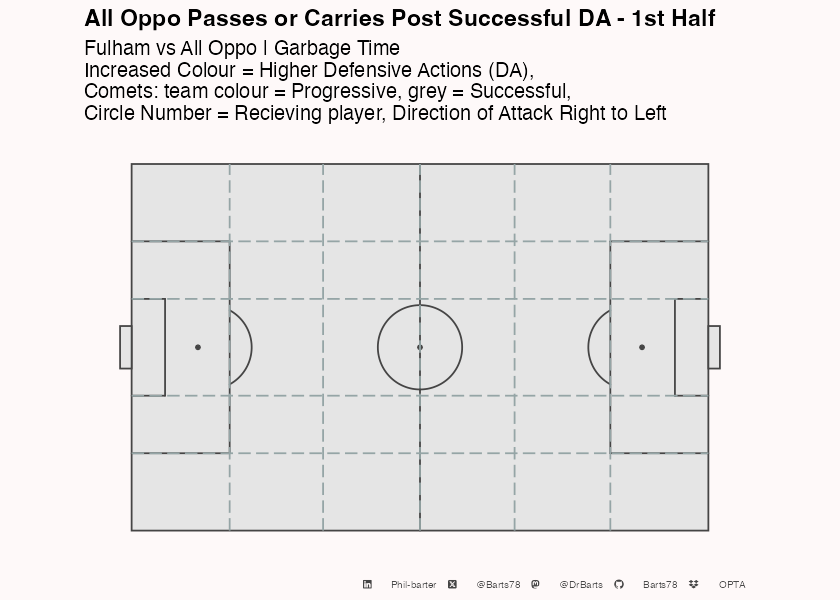 All Oppo Passes or Carries Post Successful DA - 1st Half
Fulham vs All Oppo | Garbage Time
Increased Colour = Higher Defensive Actions (DA),
Comets: team colour = Progressive, grey = Successful,
Circle Number = Recieving player, Direction of Attack Right to Left
Phil-barter @Barts78 @DrBarts Barts78 OPTA